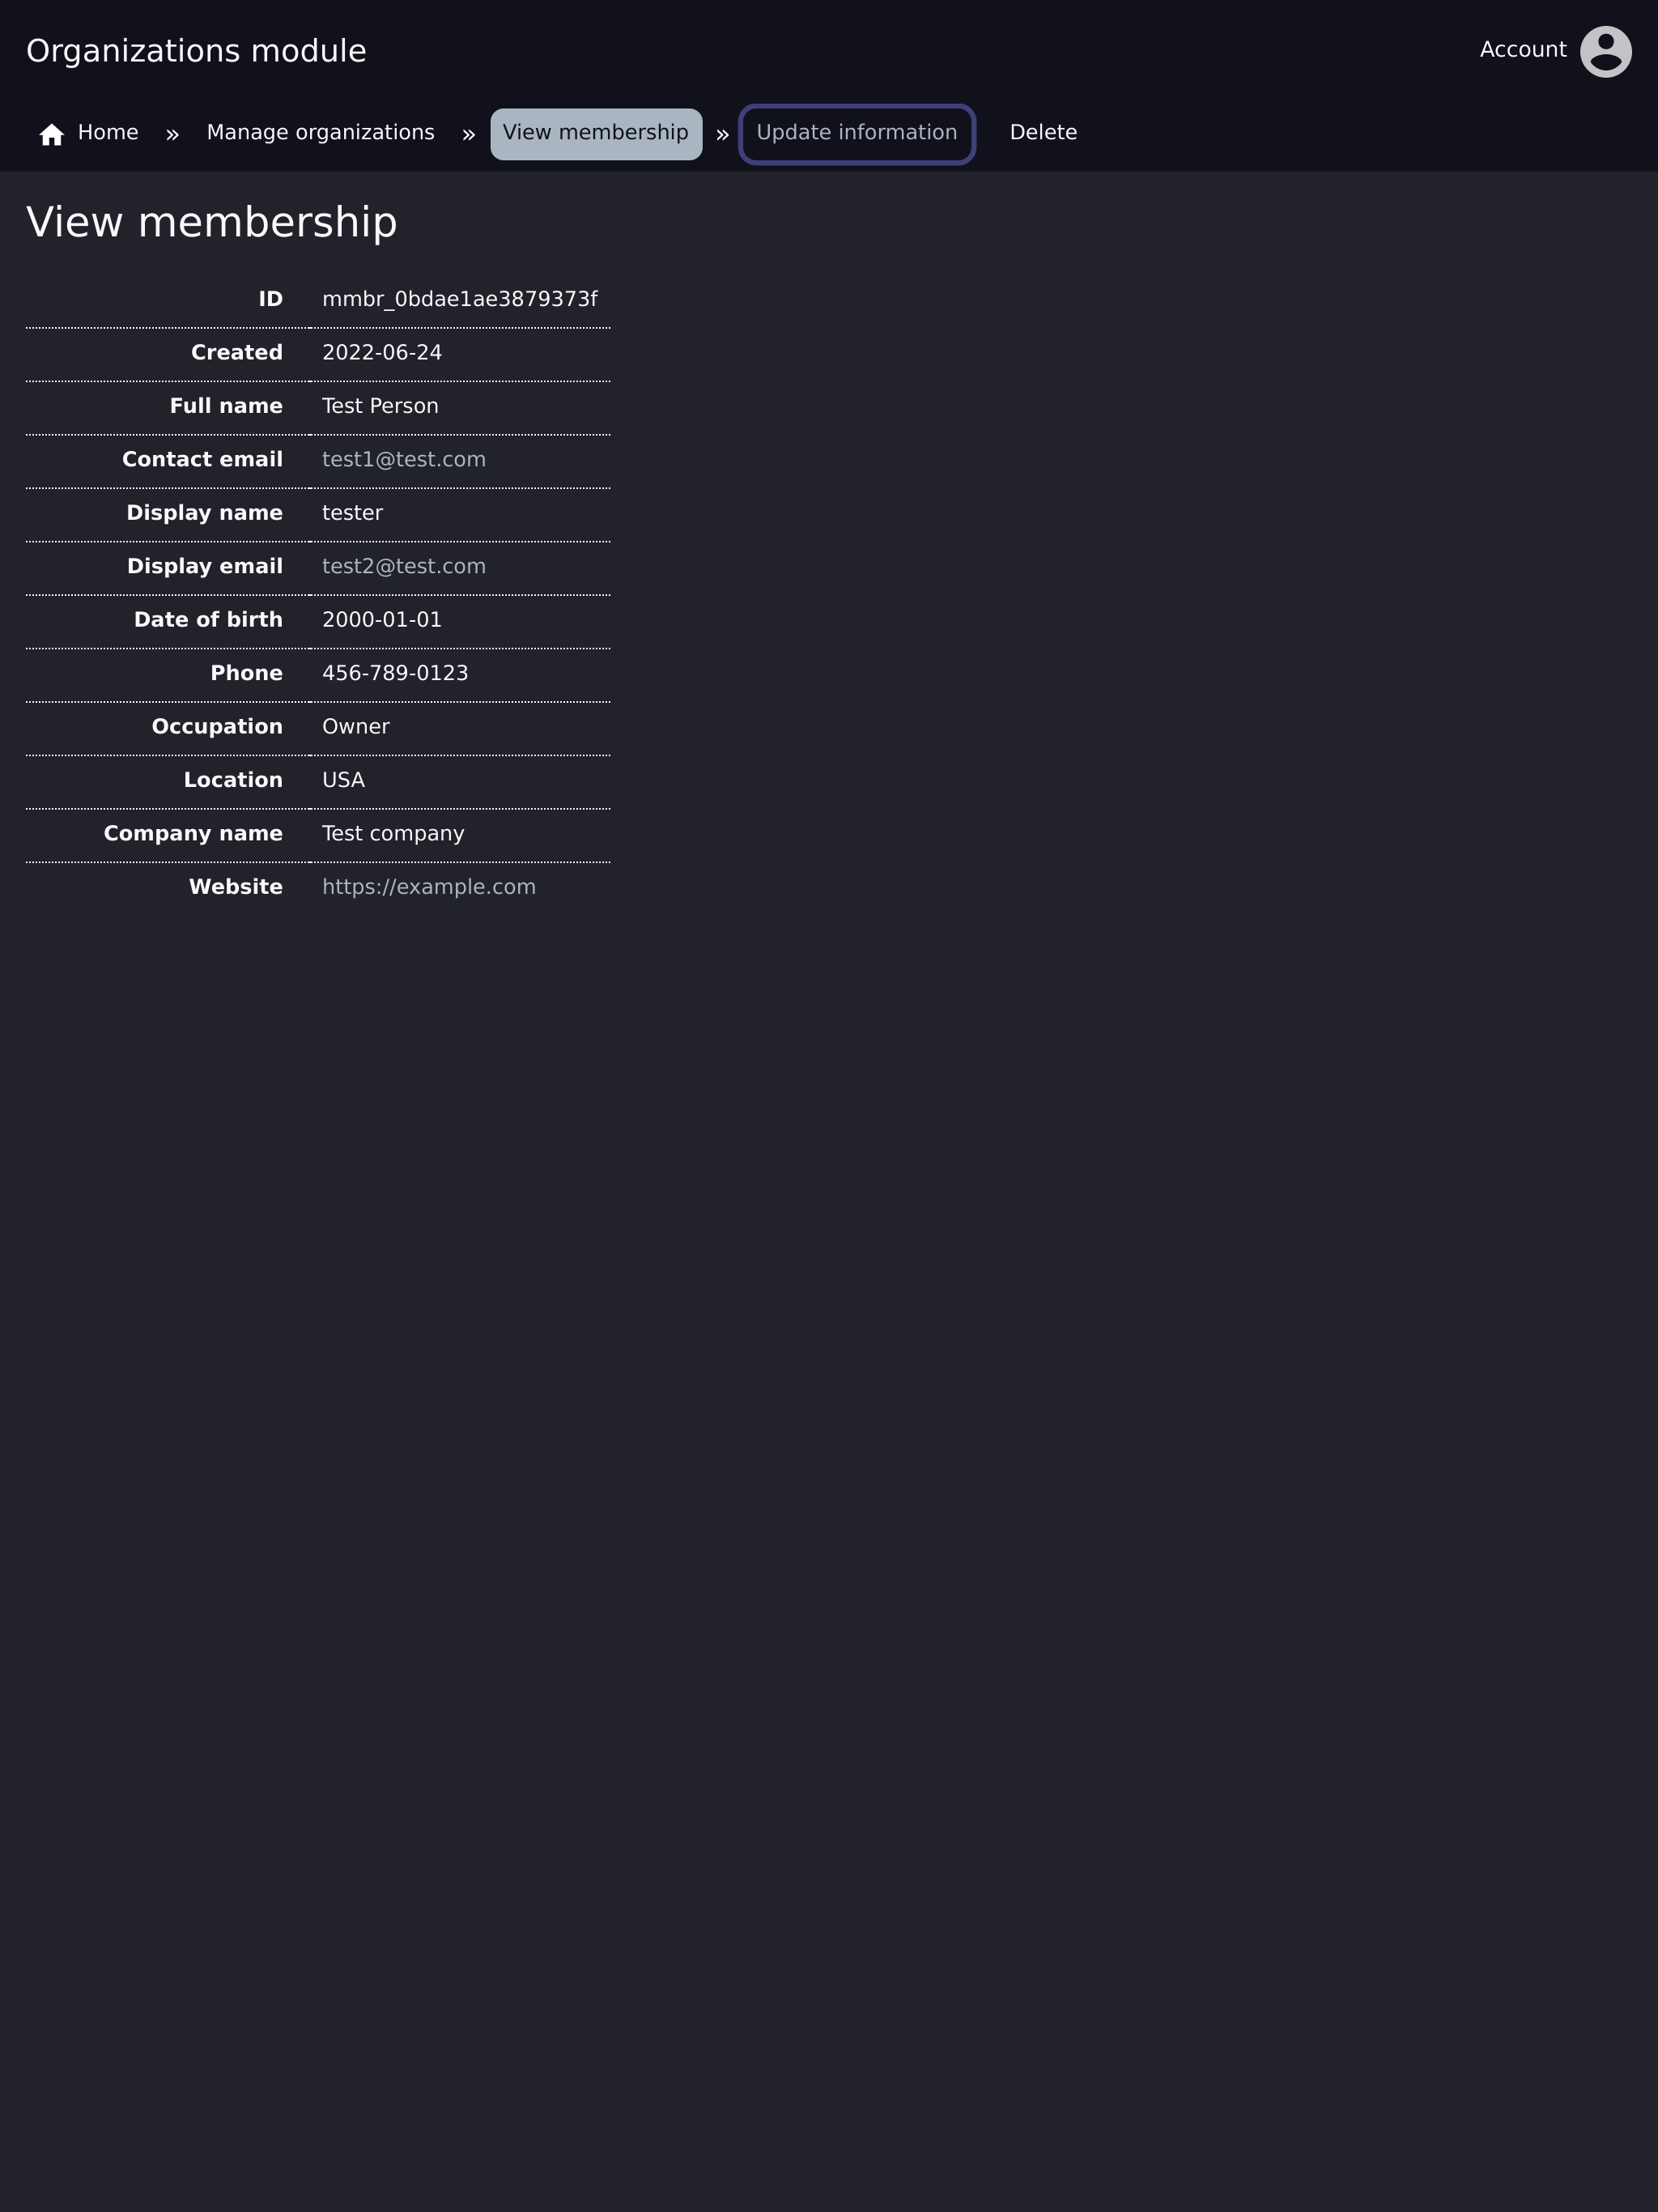 Organizations module
Account
Home » Manage organizations » View membership » Update information Delete
View membership
ID mmbr_0bdae1ae3879373f
Created 2022-06-24
Full name Test Person
Contact email test1@test.com
Display name tester
Display email test2@test.com
Date of birth 2000-01-01
Phone 456-789-0123
Occupation Owner
Location USA
Company name Test company
Website https://example.com